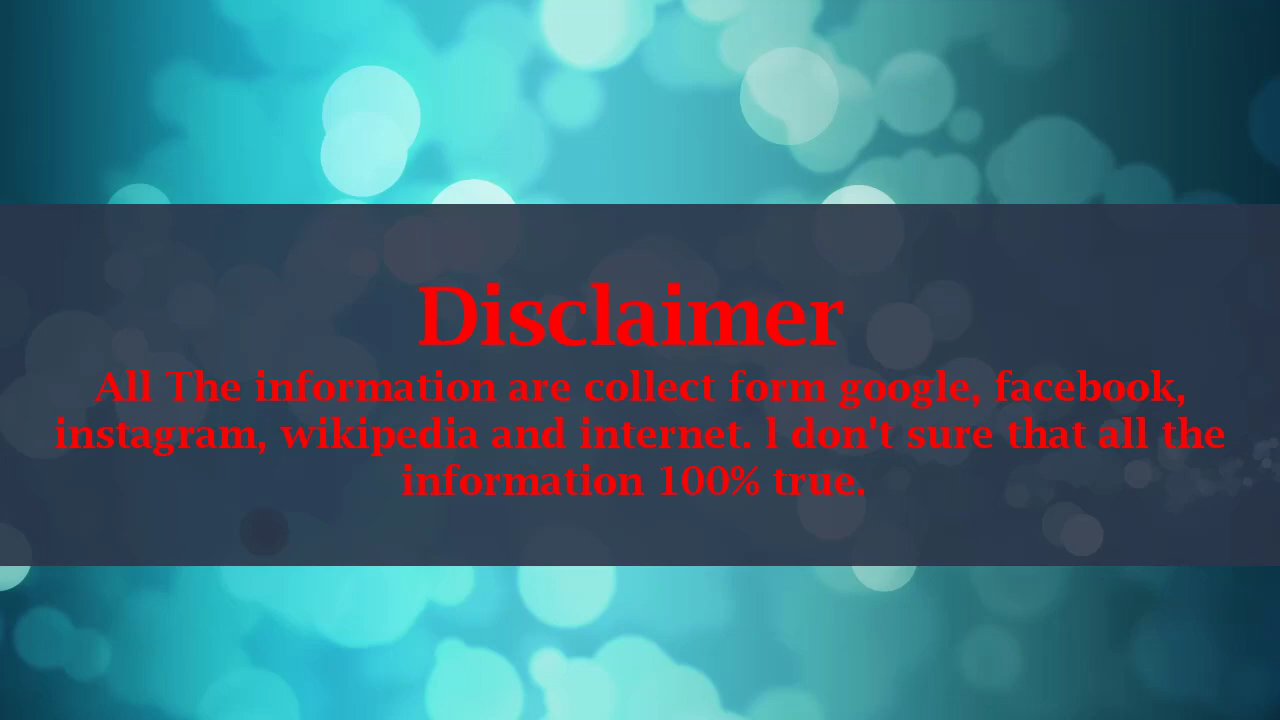 Disclaimer
All The information are collect form google, facebook,
instagram, wikipedia and internet. l don't sure that all the
information 100% true.